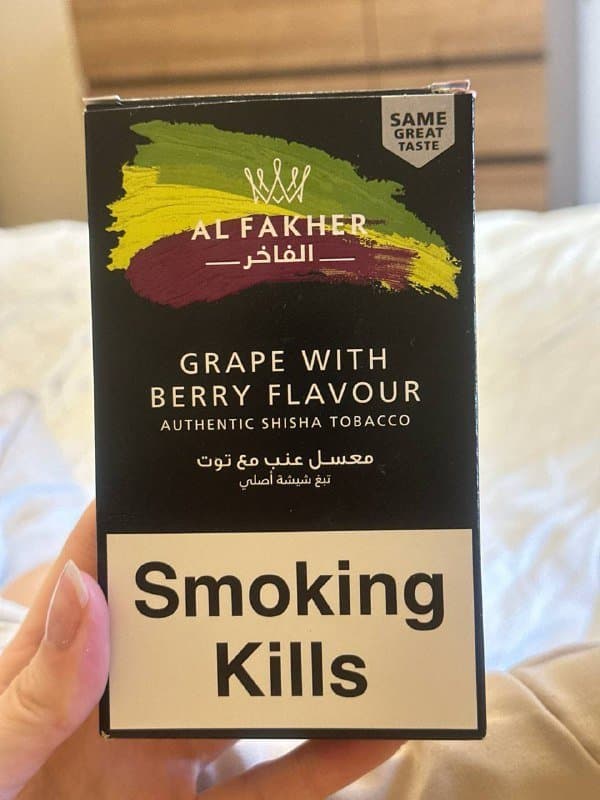 SAME
GREAT
TASTE
AL FAKHER
الفاخر
GRAPE WITH
BERRY FLAVOUR
AUTHENTIC SHISHA TOBACCO
معسل عنب مع توت
تبغ شيشة أصلي
Smoking
Kills